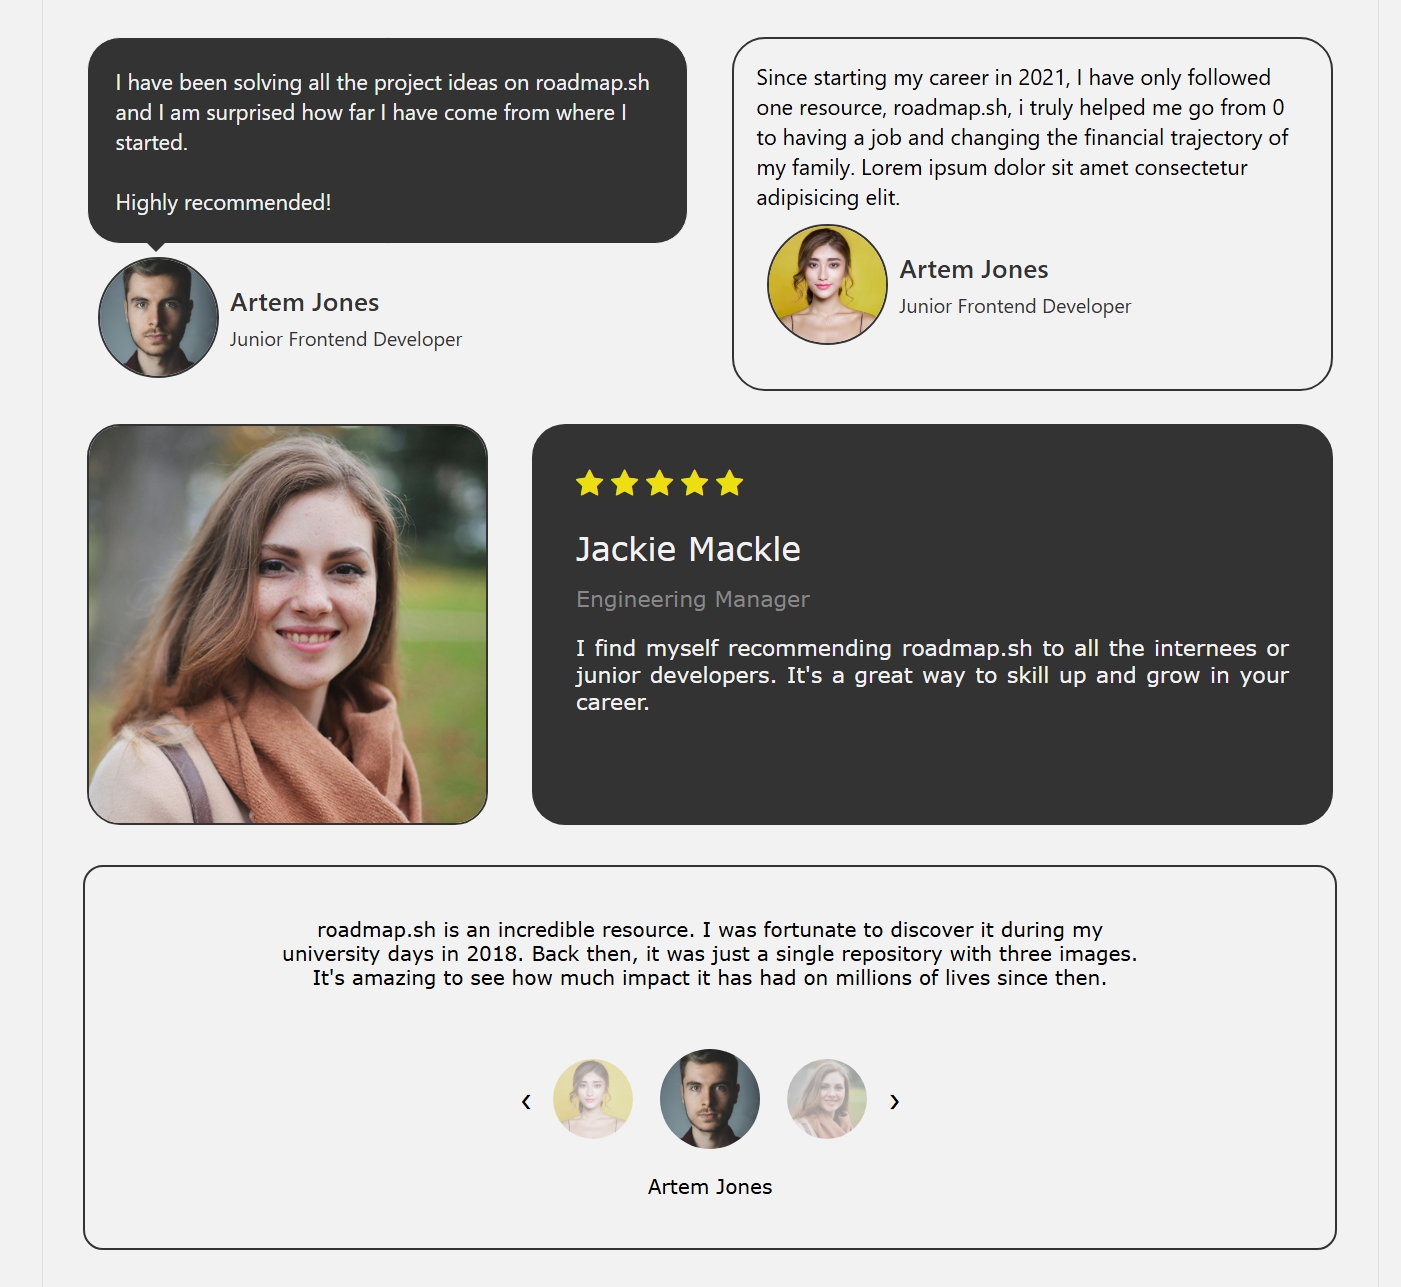 I have been solving all the project ideas on roadmap.sh
and I am surprised how far I have come from where I
started.
Highly recommended!
Artem Jones
Junior Frontend Developer
Since starting my career in 2021, I have only followed
one resource, roadmap.sh, i truly helped me go from 0
to having a job and changing the financial trajectory of
my family. Lorem ipsum dolor sit amet consectetur
adipisicing elit.
Artem Jones
Junior Frontend Developer
Jackie Mackle
Engineering Manager
I find myself recommending roadmap.sh to all the internees or
junior developers. It's a great way to skill up and grow in your
career.
roadmap.sh is an incredible resource. I was fortunate to discover it during my
university days in 2018. Back then, it was just a single repository with three images.
It's amazing to see how much impact it has had on millions of lives since then.
‹ ›
Artem Jones